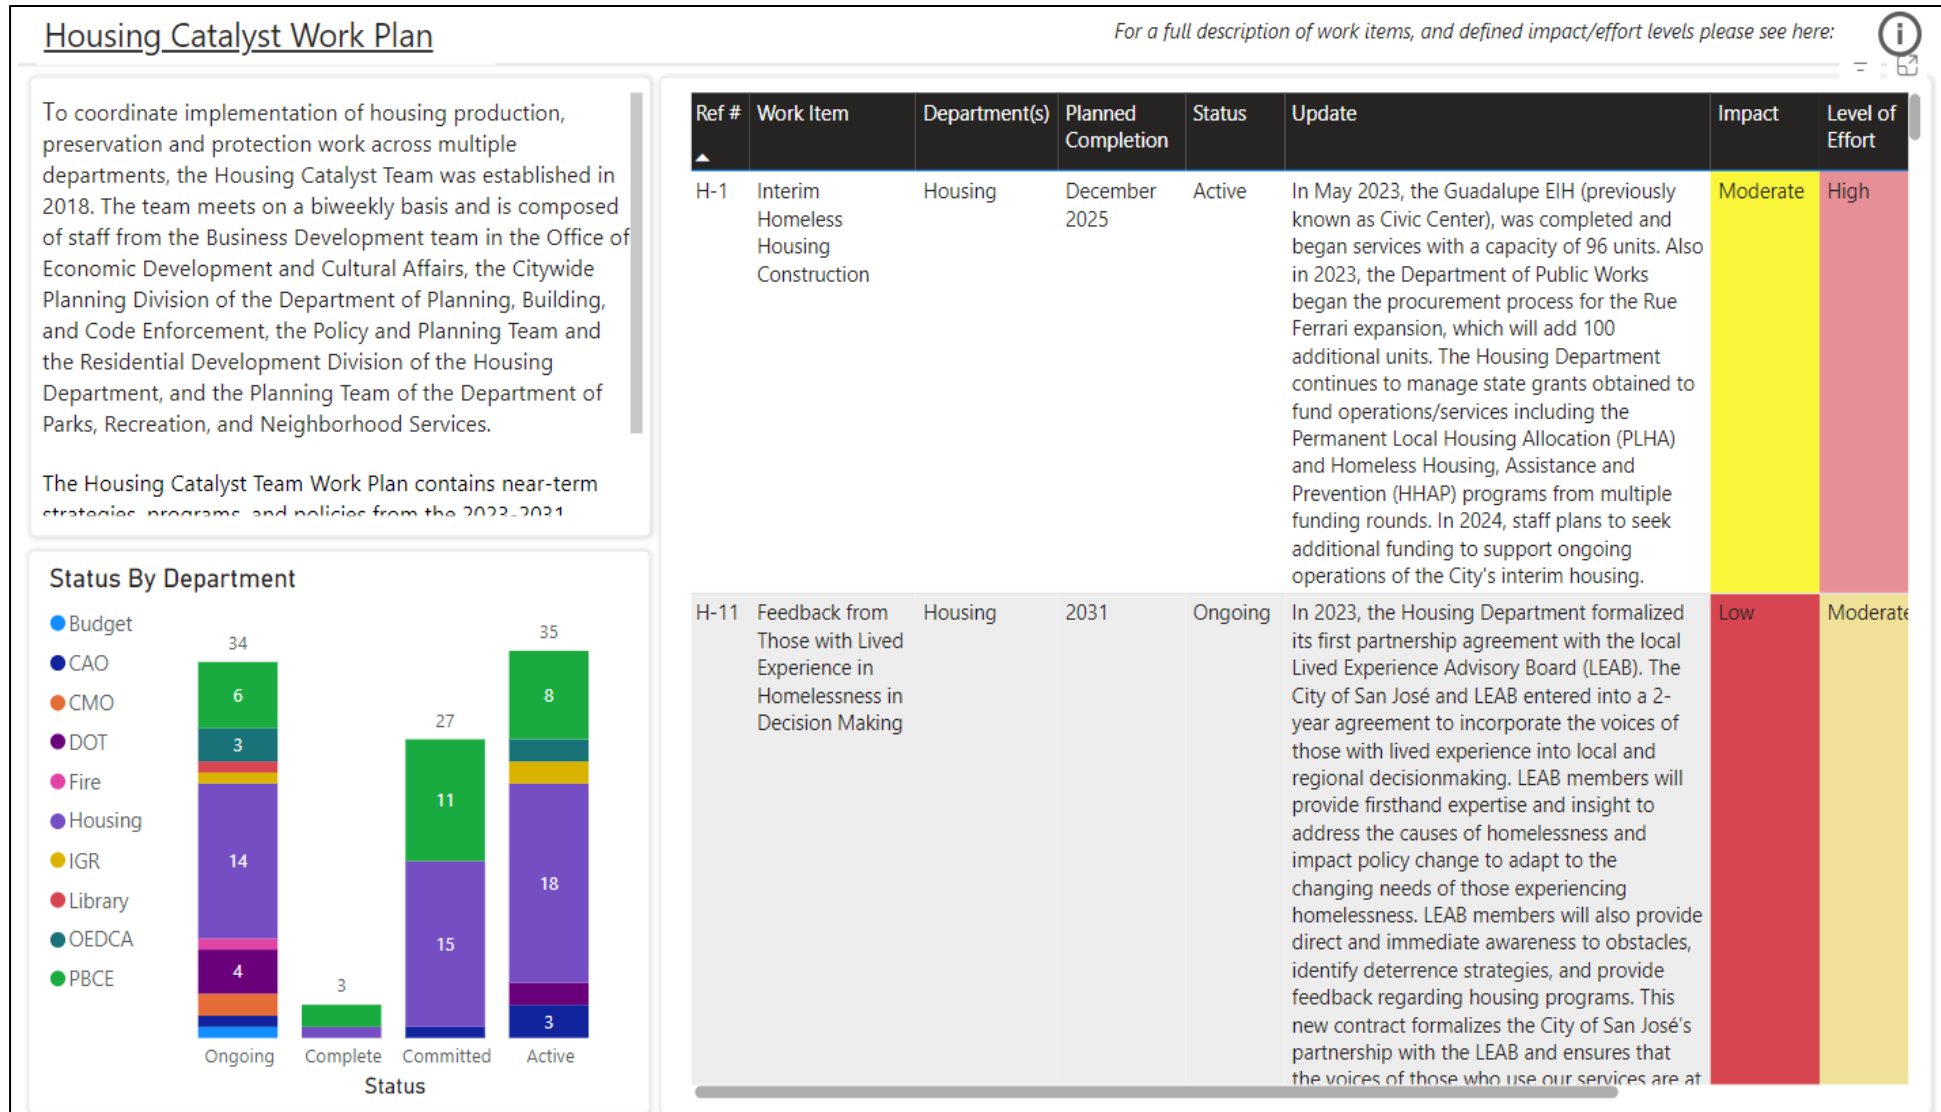 Housing Catalyst Work Plan
For a full description of work items, and defined impact/effort levels please see here:
To coordinate implementation of housing production,
preservation and protection work across multiple
departments, the Housing Catalyst Team was established in
2018. The team meets on a biweekly basis and is composed
of staff from the Business Development team in the Office of
Economic Development and Cultural Affairs, the Citywide
Planning Division of the Department of Planning, Building,
and Code Enforcement, the Policy and Planning Team and
the Residential Development Division of the Housing
Department, and the Planning Team of the Department of
Parks, Recreation, and Neighborhood Services.
The Housing Catalyst Team Work Plan contains near-term
strategies, programs, and policies from the 2023-2031
Status By Department
Budget
CAO
CMO
DOT
Fire
Housing
IGR
Library
OEDCA
PBCE
34
6
3
14
4
3
27
11
15
35
8
18
3
Ongoing
Complete
Committed
Active
Status
Ref #
Work Item
Department(s)
Planned
Completion
Status
Update
Impact
Level of
Effort
H-1
Interim
Homeless
Housing
Construction
Housing
December
2025
Active
In May 2023, the Guadalupe EIH (previously
known as Civic Center), was completed and
began services with a capacity of 96 units. Also
in 2023, the Department of Public Works
began the procurement process for the Rue
Ferrari expansion, which will add 100
additional units. The Housing Department
continues to manage state grants obtained to
fund operations/services including the
Permanent Local Housing Allocation (PLHA)
and Homeless Housing, Assistance and
Prevention (HHAP) programs from multiple
funding rounds. In 2024, staff plans to seek
additional funding to support ongoing
operations of the City's interim housing.
Moderate
High
H-11
Feedback from
Those with Lived
Experience in
Homelessness in
Decision Making
Housing
2031
Ongoing
In 2023, the Housing Department formalized
its first partnership agreement with the local
Lived Experience Advisory Board (LEAB). The
City of San José and LEAB entered into a 2-
year agreement to incorporate the voices of
those with lived experience into local and
regional decisionmaking. LEAB members will
provide firsthand expertise and insight to
address the causes of homelessness and
impact policy change to adapt to the
changing needs of those experiencing
homelessness. LEAB members will also provide
direct and immediate awareness to obstacles,
identify deterrence strategies, and provide
feedback regarding housing programs. This
new contract formalizes the City of San José's
partnership with the LEAB and ensures that
the voices of those who use our services are at
Low
Moderate